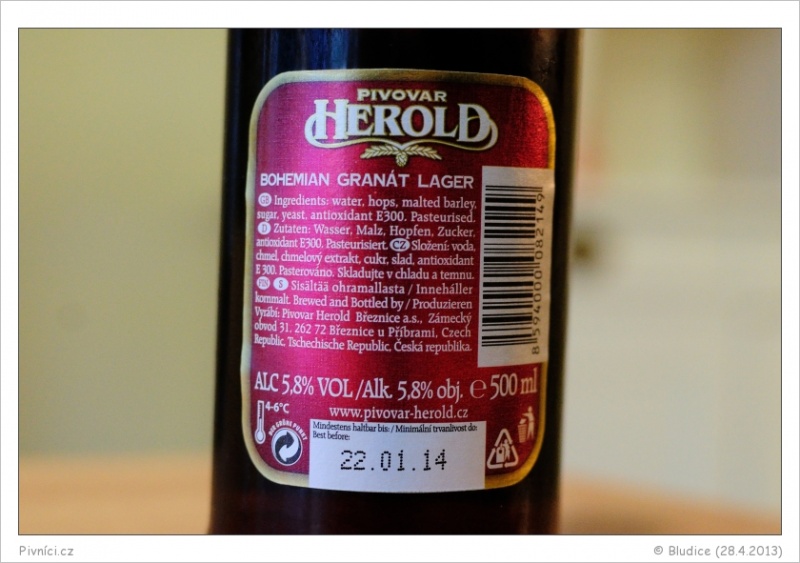 PIVOVAR
HEROLD
BOHEMIAN GRANÁT LAGER
GB Ingredients: water, hops, malted barley,
sugar, yeast, antioxidant E300. Pasteurised.
D Zutaten: Wasser, Malz, Hopfen, Zucker,
antioxidant E300. Pasteurisiert. CZ Složení: voda,
chmel, chmelový extrakt, cukr, slad, antioxidant
E 300. Pasterováno. Skladujte v chladu a temnu.
FIN S Sisältää ohramallasta / Innehåller
kornmalt. Brewed and Bottled by / Produzieren
Vyrábí: Pivovar Herold Březnice a.s., Zámecký
obvod 31. 262 72 Březnice u Příbrami, Czech
Republic, Tschechische Republic, Česká republika.
8 594000 082149
ALC 5,8% VOL /Alk. 5,8% obj. ℮ 500 ml
4-6°C
www.pivovar-herold.cz
DER GRÜNE PUNKT
Mindestens haltbar bis: / Minimální trvanlivost do:
Best before:
22.01.14
Pivníci.cz
© Bludice (28.4.2013)